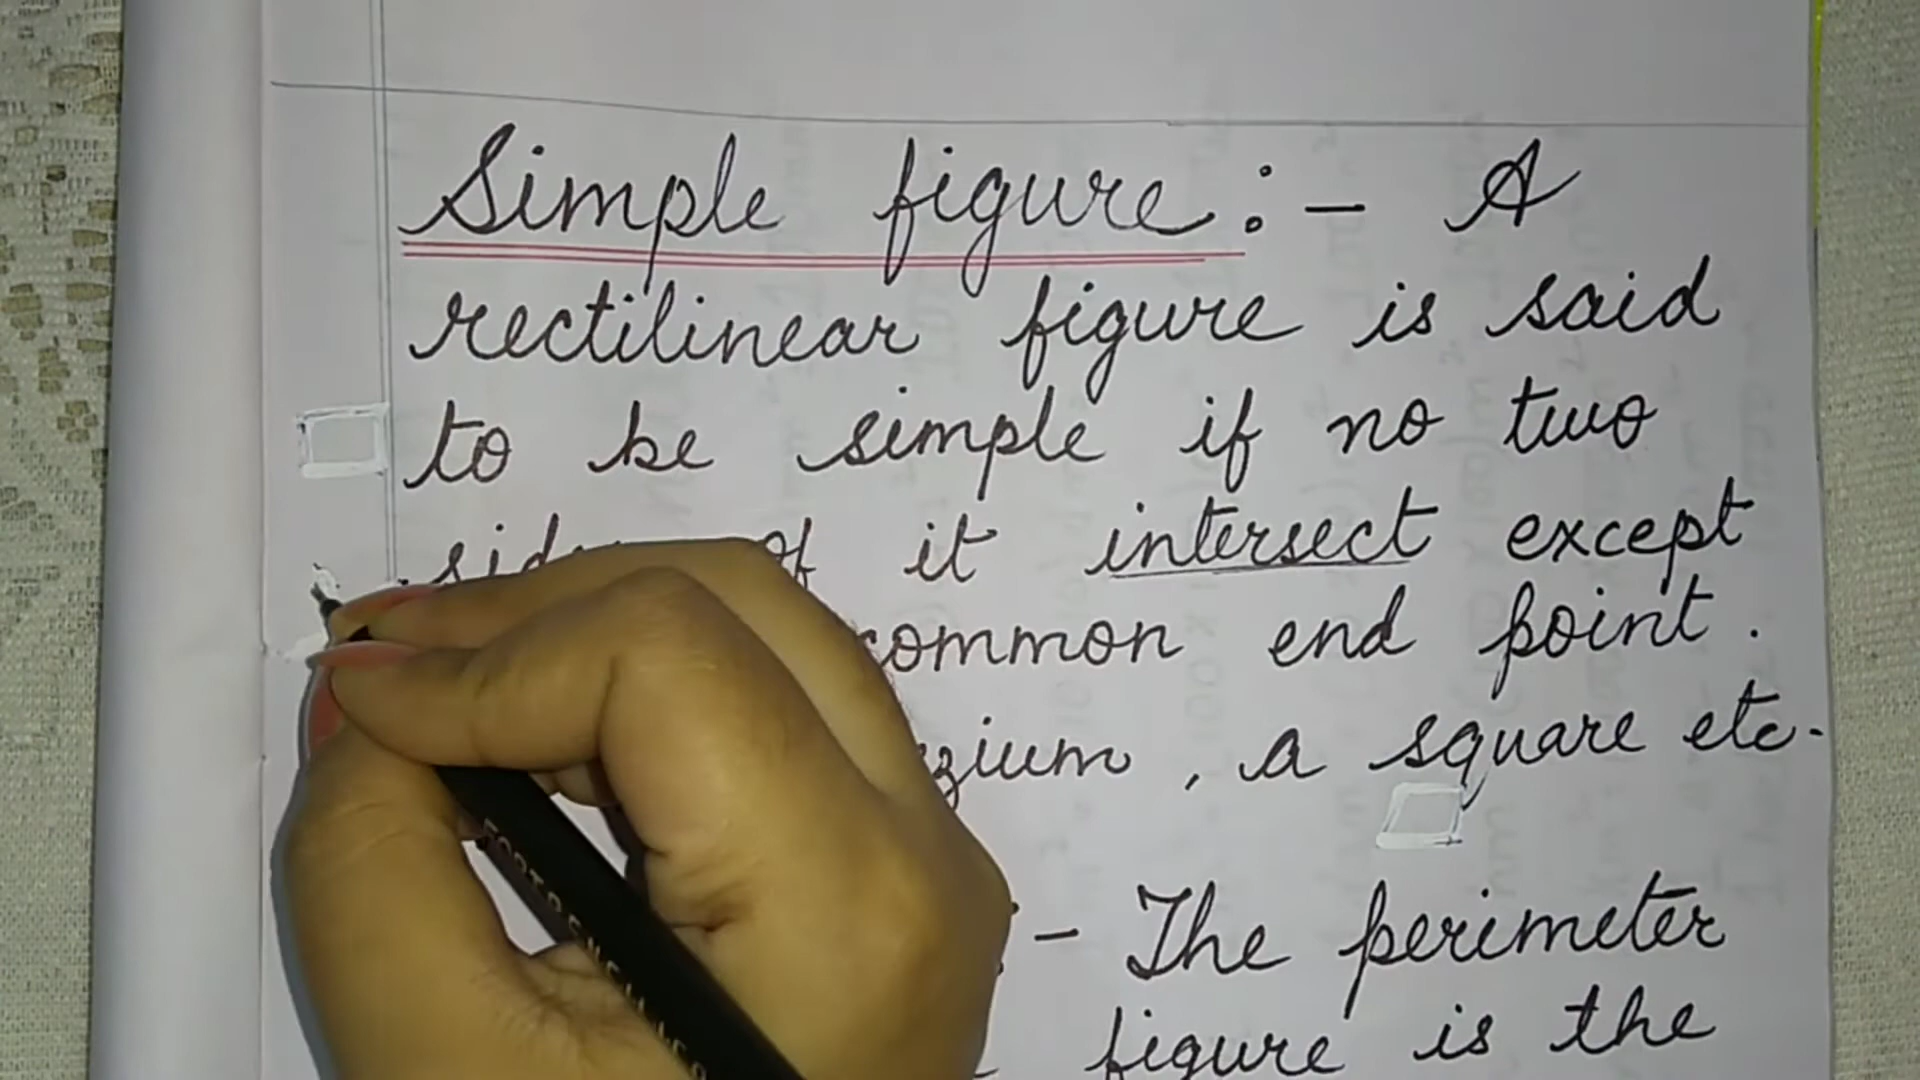 Simple figure :- A
rectilinear figure is said
to be simple if no two
of it intersect except
common end point .
, a square etc.
- The perimeter
figure is the